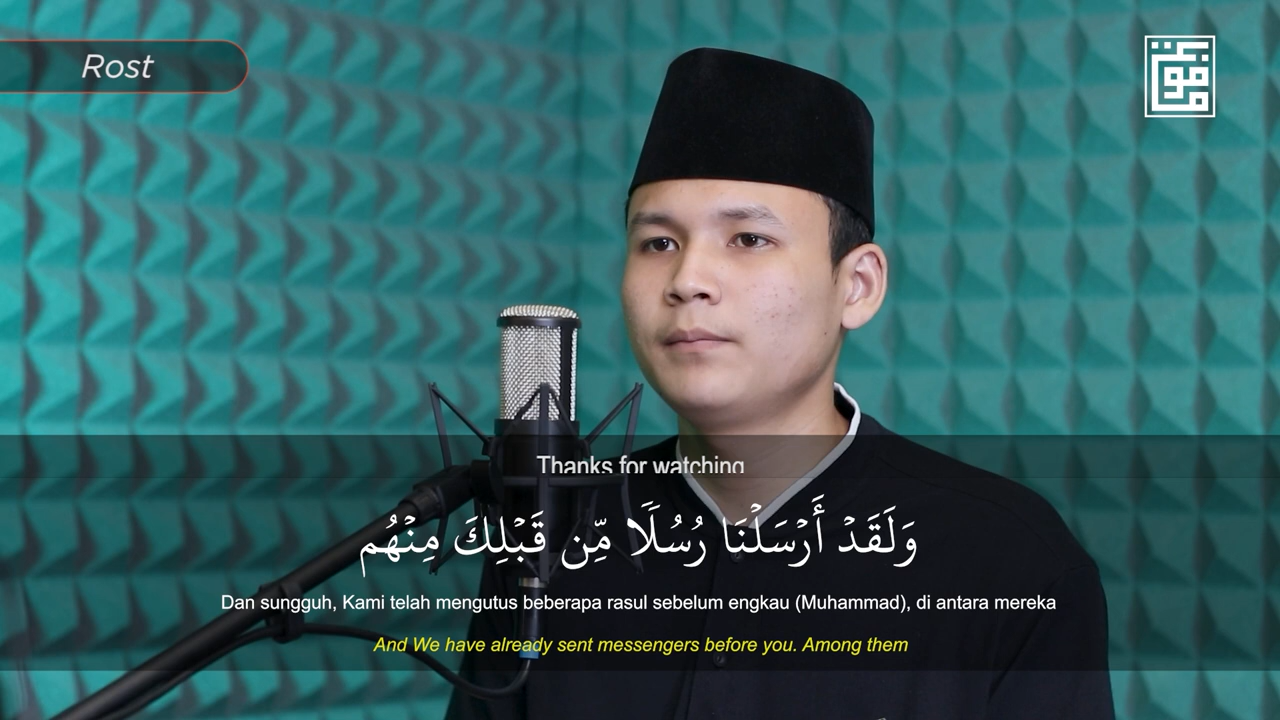 Rost
Thanks for watching
وَلَقَدْ أَرْسَلْنَا رُسُلًا مِّن قَبْلِكَ مِنْهُم
Dan sungguh, Kami telah mengutus beberapa rasul sebelum engkau (Muhammad), di antara mereka
And We have already sent messengers before you. Among them